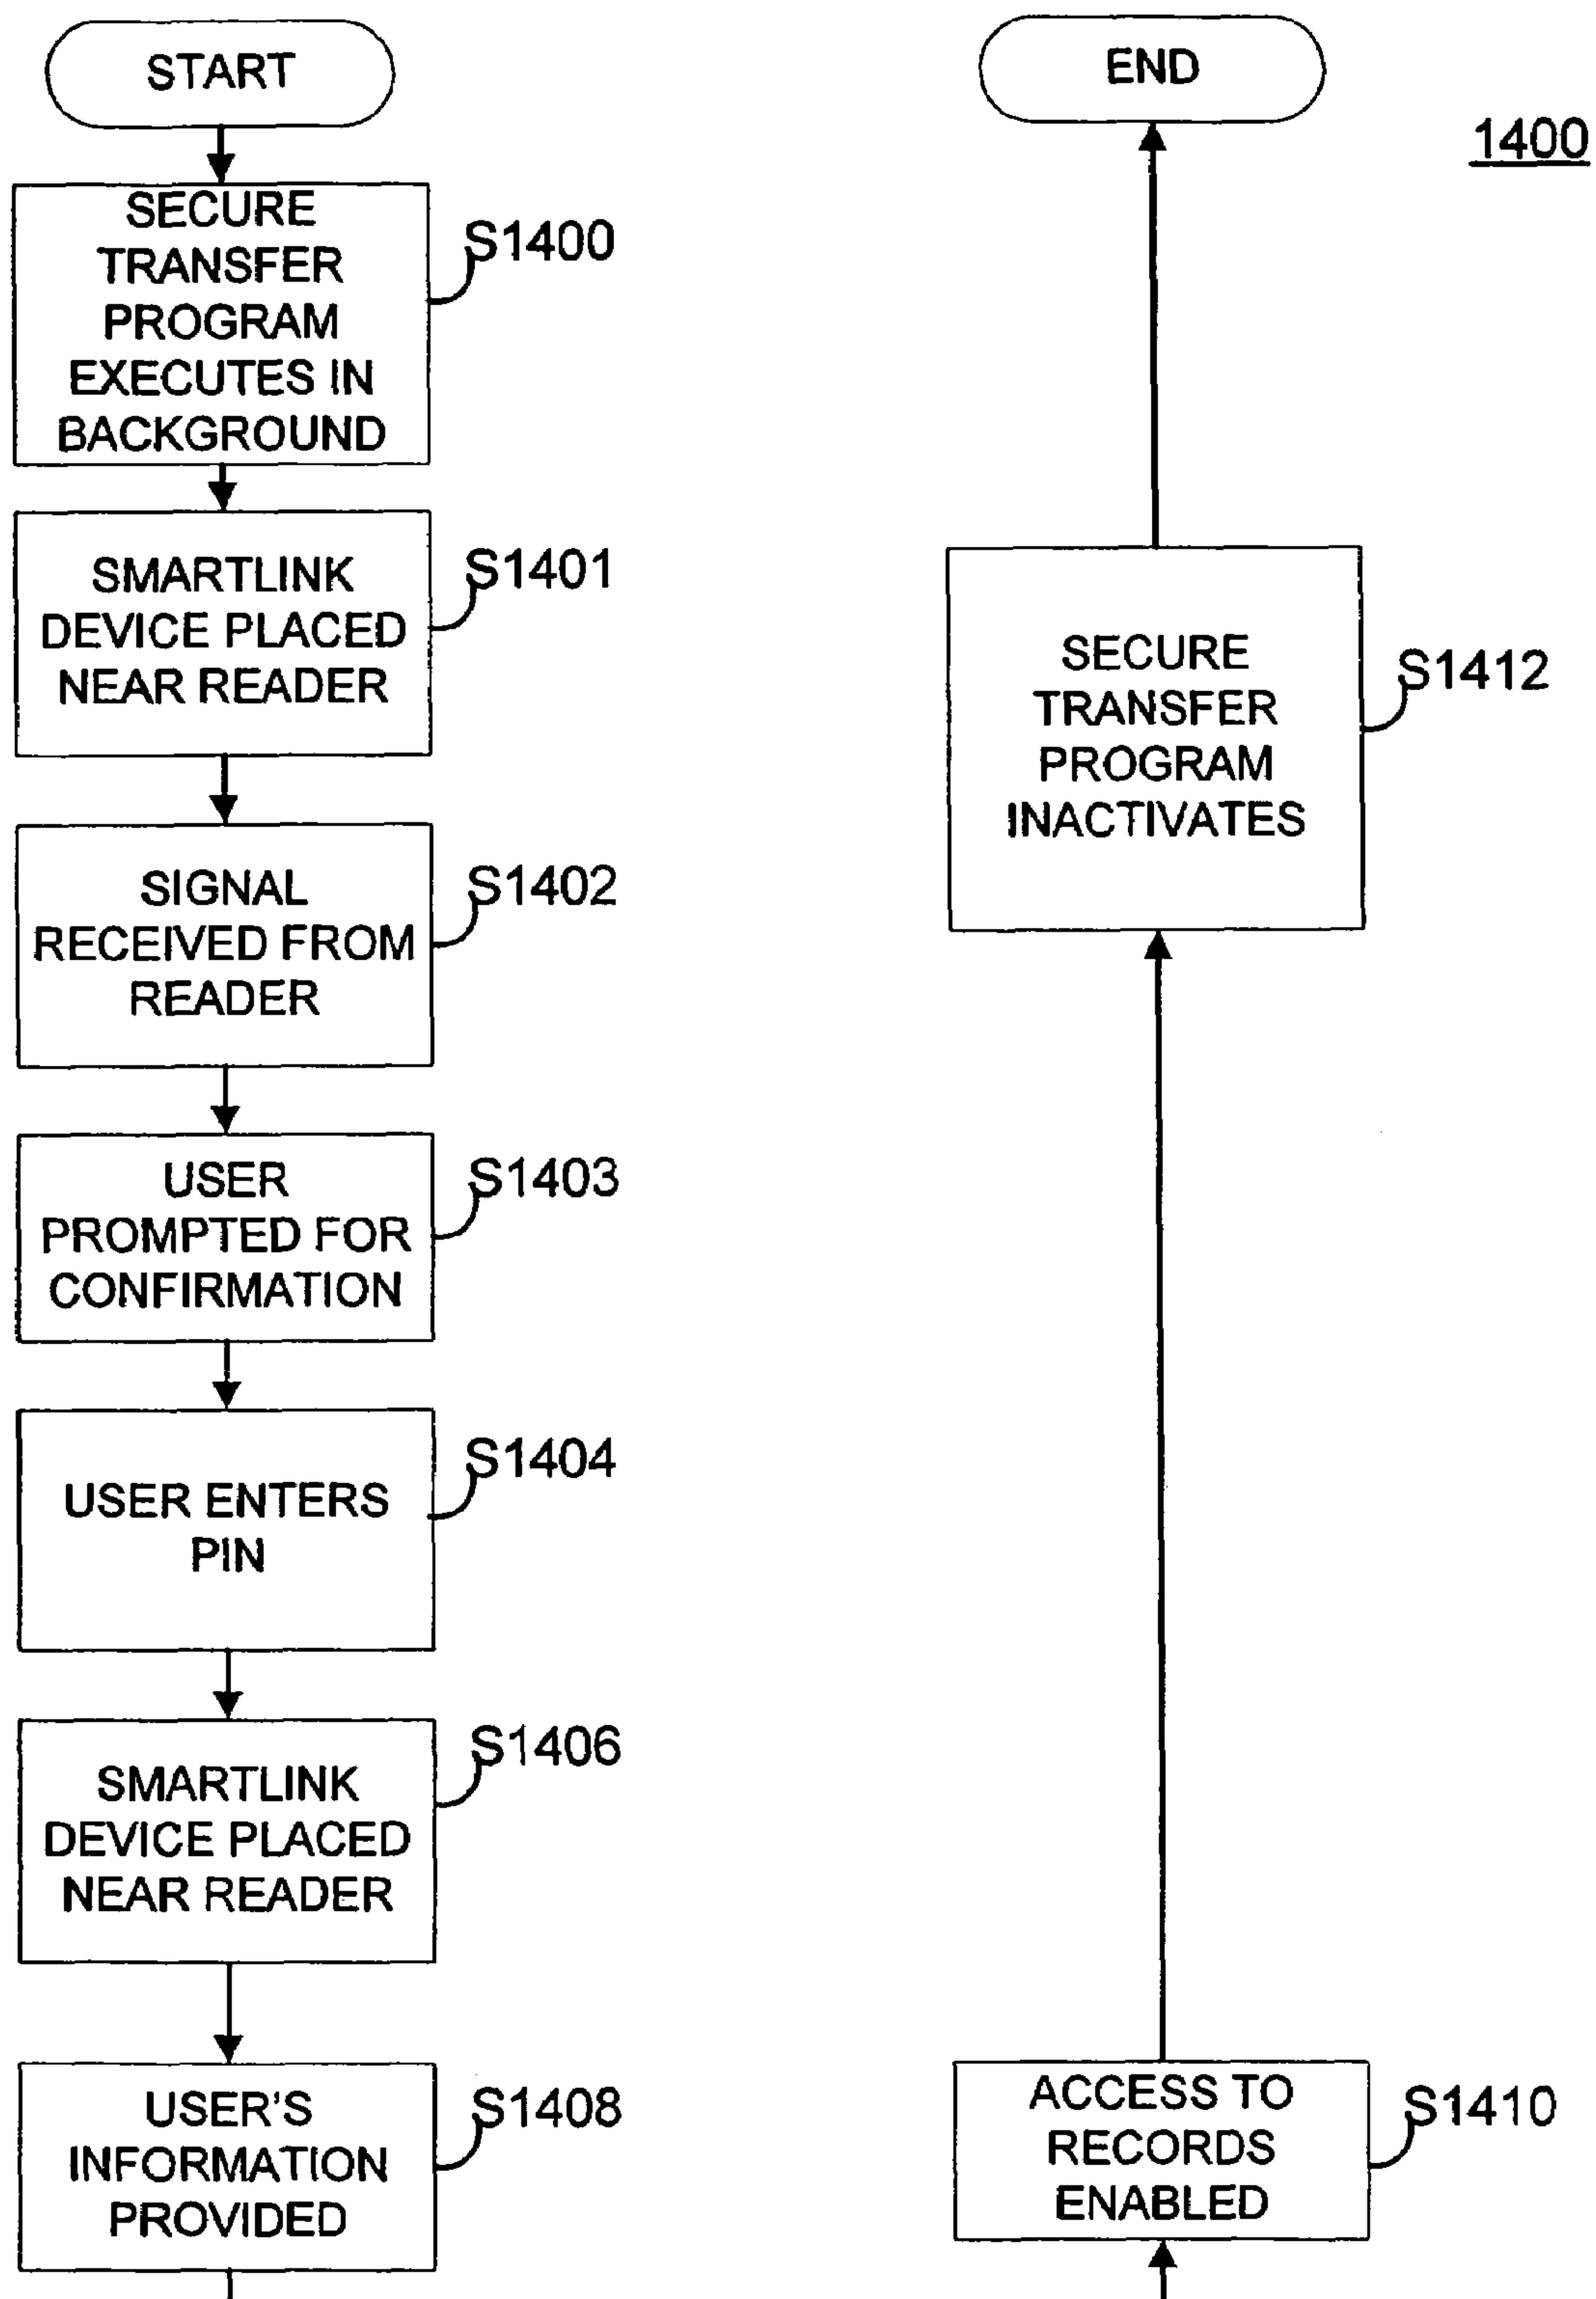 START
SECURE
TRANSFER
PROGRAM
EXECUTES IN
BACKGROUND
S1400
SMARTLINK
DEVICE PLACED
NEAR READER
S1401
SIGNAL
RECEIVED FROM
READER
S1402
USER
PROMPTED FOR
CONFIRMATION
S1403
USER ENTERS
PIN
S1404
SMARTLINK
DEVICE PLACED
NEAR READER
S1406
USER'S
INFORMATION
PROVIDED
S1408
ACCESS TO
RECORDS
ENABLED
S1410
SECURE
TRANSFER
PROGRAM
INACTIVATES
S1412
END
1400